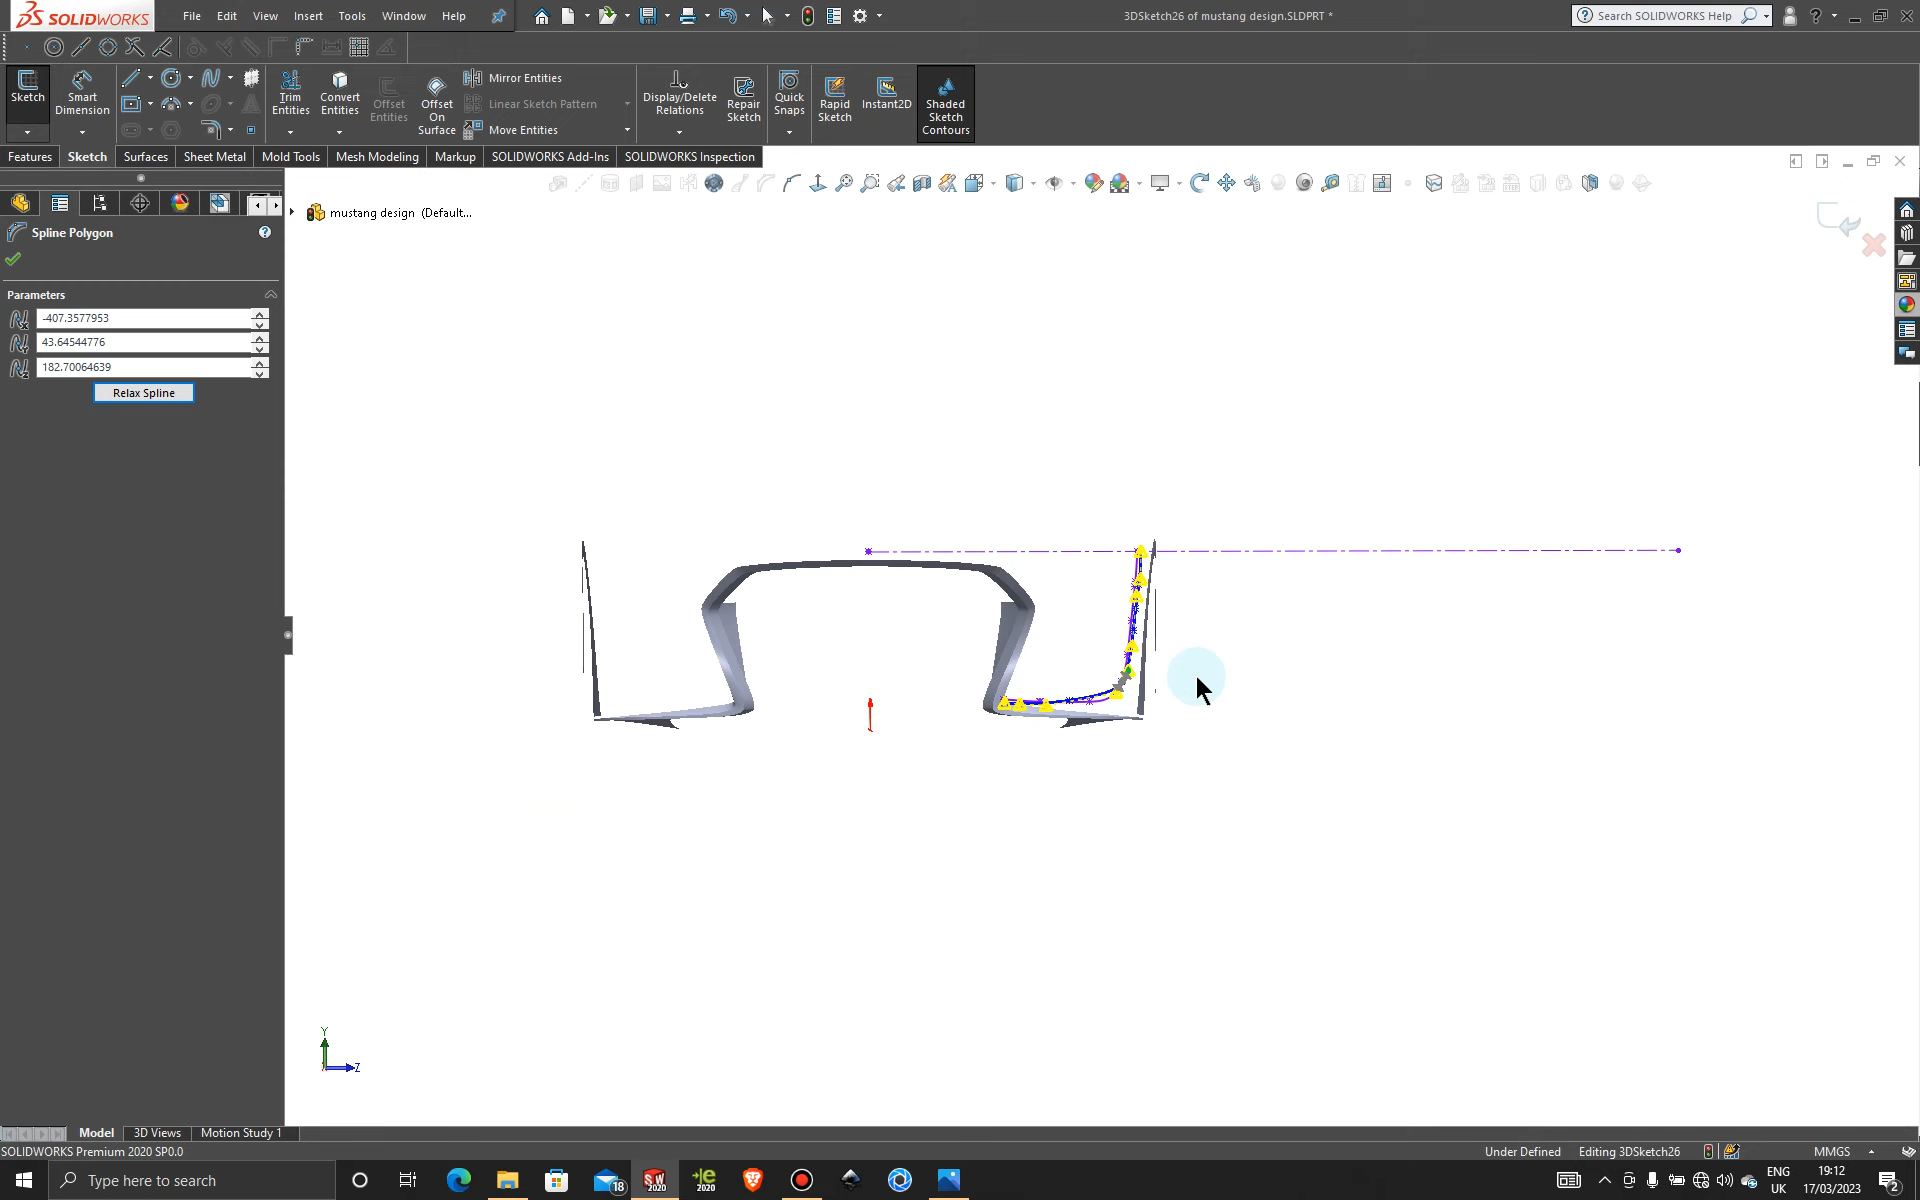 SOLIDWORKS
File
Edit
View
Insert
Tools
Window
Help
3DSketch26 of mustang design.SLDPRT *
Search SOLIDWORKS Help
Sketch
Smart Dimension
Trim Entities
Convert Entities
Offset Entities
Offset On Surface
Mirror Entities
Linear Sketch Pattern
Move Entities
Display/Delete Relations
Repair Sketch
Quick Snaps
Rapid Sketch
Instant2D
Shaded Sketch Contours
Features
Sketch
Surfaces
Sheet Metal
Mold Tools
Mesh Modeling
Markup
SOLIDWORKS Add-Ins
SOLIDWORKS Inspection
mustang design (Default...
Spline Polygon
Parameters
-407.3577953
43.64544776
182.70064639
Relax Spline
Y
Z
Model
3D Views
Motion Study 1
SOLIDWORKS Premium 2020 SP0.0
Under Defined
Editing 3DSketch26
MMGS
Type here to search
18
SW 2020
2020
ENG
UK
19:12
17/03/2023
2